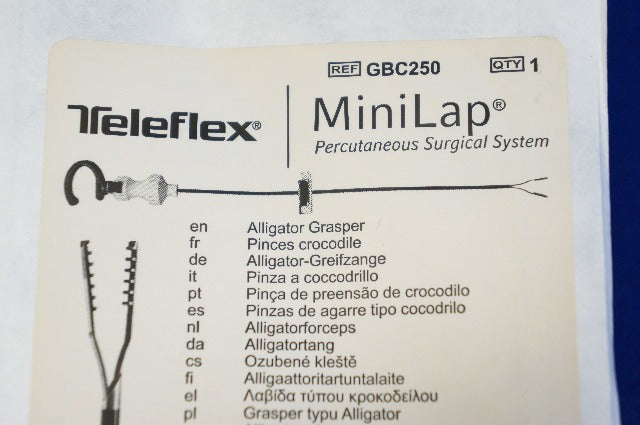 REF GBC250 QTY 1
Teleflex®
MiniLap®
Percutaneous Surgical System
en Alligator Grasper
fr Pinces crocodile
de Alligator-Greifzange
it Pinza a coccodrillo
pt Pinça de preensão de crocodilo
es Pinzas de agarre tipo cocodrilo
nl Alligatorforceps
da Alligatortang
cs Ozubené kleště
fi Alligaattoritartuntalaite
el Λαβίδα τύπου κροκοδείλου
pl Grasper typu Alligator